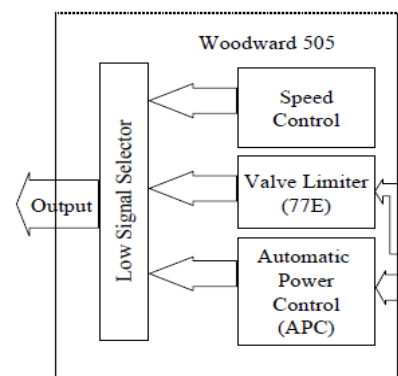 Woodward 505
Speed
Control
Valve Limiter
(77E)
Automatic
Power
Control
(APC)
Low Signal Selector
Output